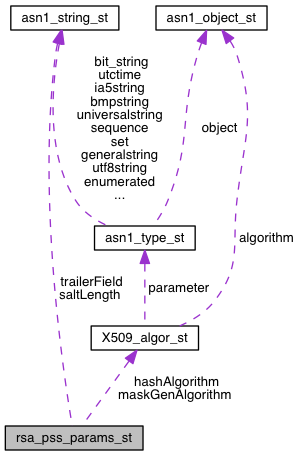 asn1_string_st
asn1_object_st
bit_string
utctime
ia5string
bmpstring
universalstring
sequence
set
generalstring
utf8string
enumerated
...
object
asn1_type_st
algorithm
trailerField
saltLength
parameter
X509_algor_st
hashAlgorithm
maskGenAlgorithm
rsa_pss_params_st